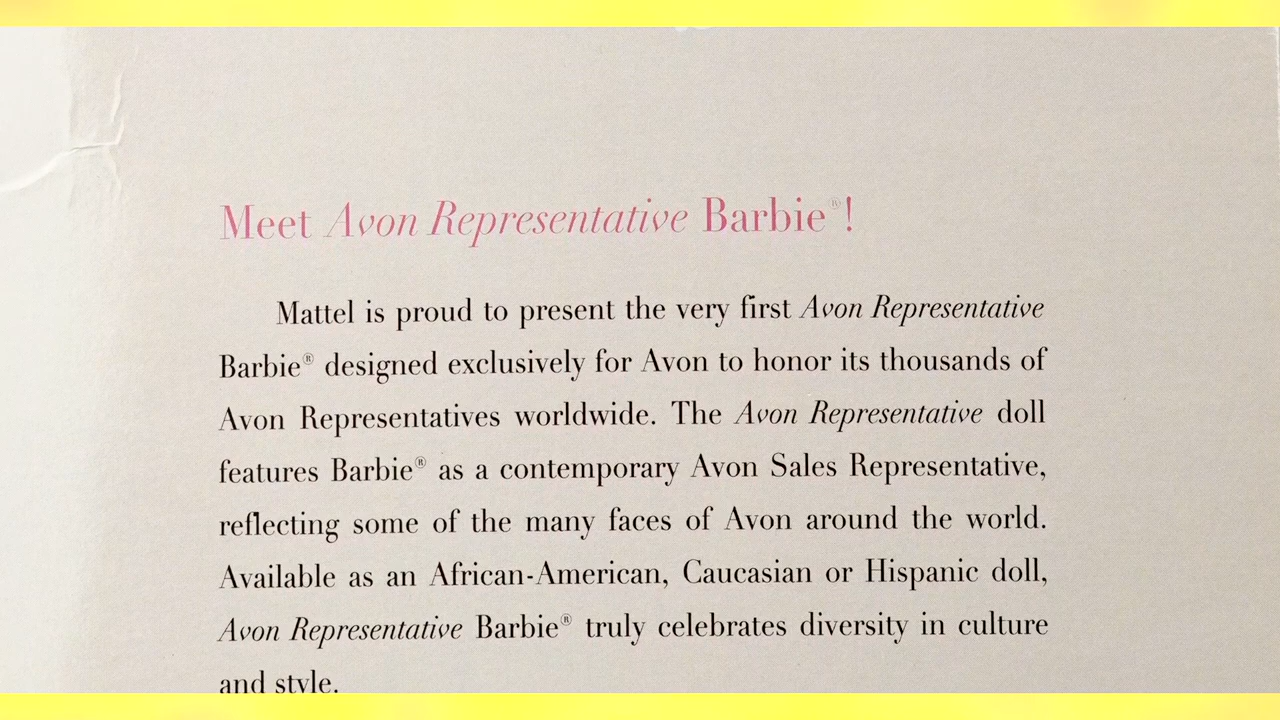 Meet Avon Representative Barbie®!
Mattel is proud to present the very first Avon Representative
Barbie® designed exclusively for Avon to honor its thousands of
Avon Representatives worldwide. The Avon Representative doll
features Barbie® as a contemporary Avon Sales Representative,
reflecting some of the many faces of Avon around the world.
Available as an African-American, Caucasian or Hispanic doll,
Avon Representative Barbie® truly celebrates diversity in culture
and style.